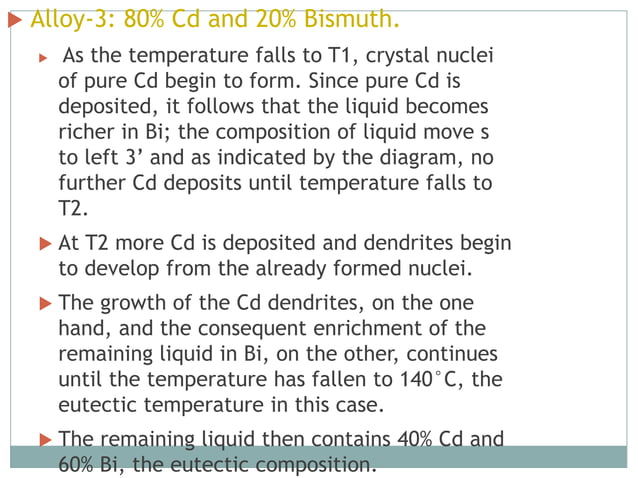 Alloy-3: 80% Cd and 20% Bismuth.
As the temperature falls to T1, crystal nuclei
of pure Cd begin to form. Since pure Cd is
deposited, it follows that the liquid becomes
richer in Bi; the composition of liquid move s
to left 3’ and as indicated by the diagram, no
further Cd deposits until temperature falls to
T2.
At T2 more Cd is deposited and dendrites begin
to develop from the already formed nuclei.
The growth of the Cd dendrites, on the one
hand, and the consequent enrichment of the
remaining liquid in Bi, on the other, continues
until the temperature has fallen to 140°C, the
eutectic temperature in this case.
The remaining liquid then contains 40% Cd and
60% Bi, the eutectic composition.